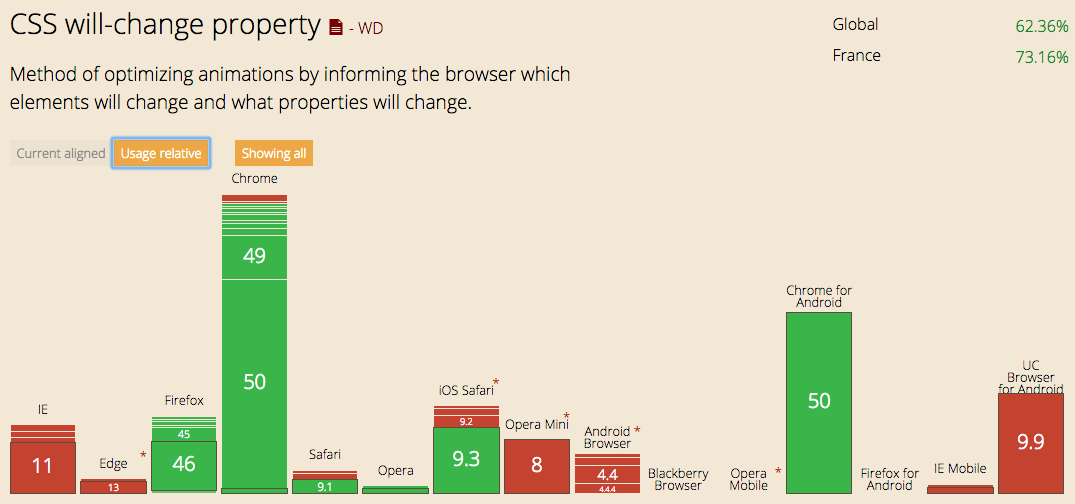 CSS will-change property - WD
Global 62.36%
France 73.16%
Method of optimizing animations by informing the browser which
elements will change and what properties will change.
Current aligned Usage relative Showing all
IE
11
Edge *
13
Firefox
45
46
Chrome
49
50
Safari
9.1
Opera
iOS Safari *
9.2
9.3
Opera Mini *
8
Android *
Browser
4.4
4.4.4
Blackberry
Browser
Opera *
Mobile
Chrome for
Android
50
Firefox for
Android
IE Mobile
UC
Browser
for Android
9.9